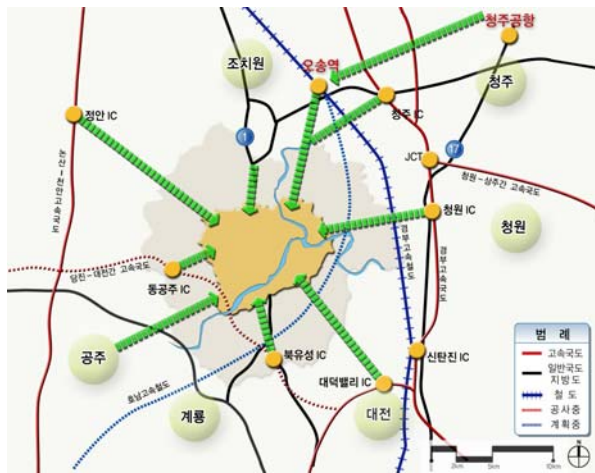 청주공항
조치원
오송역
청주
정안 IC
청주 IC
1
17
JCT
논산-천안고속국도
청원-상주간 고속국도
청원 IC
청원
경부고속철도
경부고속국도
당진-대전간 고속국도
동공주 IC
공주
북유성 IC
신탄진 IC
대덕밸리 IC
호남고속철도
계룡
대전
범 례
고속국도
일반국도
지방도
철 도
공사중
계획중
N
2km
5km
10km